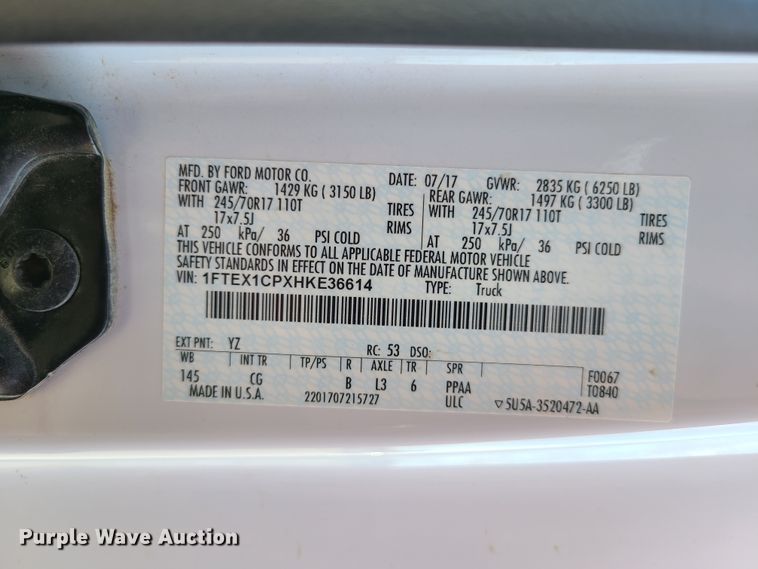 MFD. BY FORD MOTOR CO. DATE: 07/17 GVWR: 2835 KG ( 6250 LB)
FRONT GAWR: 1429 KG ( 3150 LB) REAR GAWR: 1497 KG ( 3300 LB)
WITH 245/70R17 110T TIRES WITH 245/70R17 110T TIRES
17x7.5J RIMS 17x7.5J RIMS
AT 250 kPa/ 36 PSI COLD AT 250 kPa/ 36 PSI COLD
THIS VEHICLE CONFORMS TO ALL APPLICABLE FEDERAL MOTOR VEHICLE
SAFETY STANDARDS IN EFFECT ON THE DATE OF MANUFACTURE SHOWN ABOVE.
VIN: 1FTEX1CPXHKE36614 TYPE: Truck
EXT PNT: YZ RC: 53 DSO:
WB INT TR TP/PS R AXLE TR SPR F0067
145 CG B L3 6 PPAA T0840
MADE IN U.S.A. 2201707215727 ULC ▽5U5A-3520472-AA
Purple Wave Auction